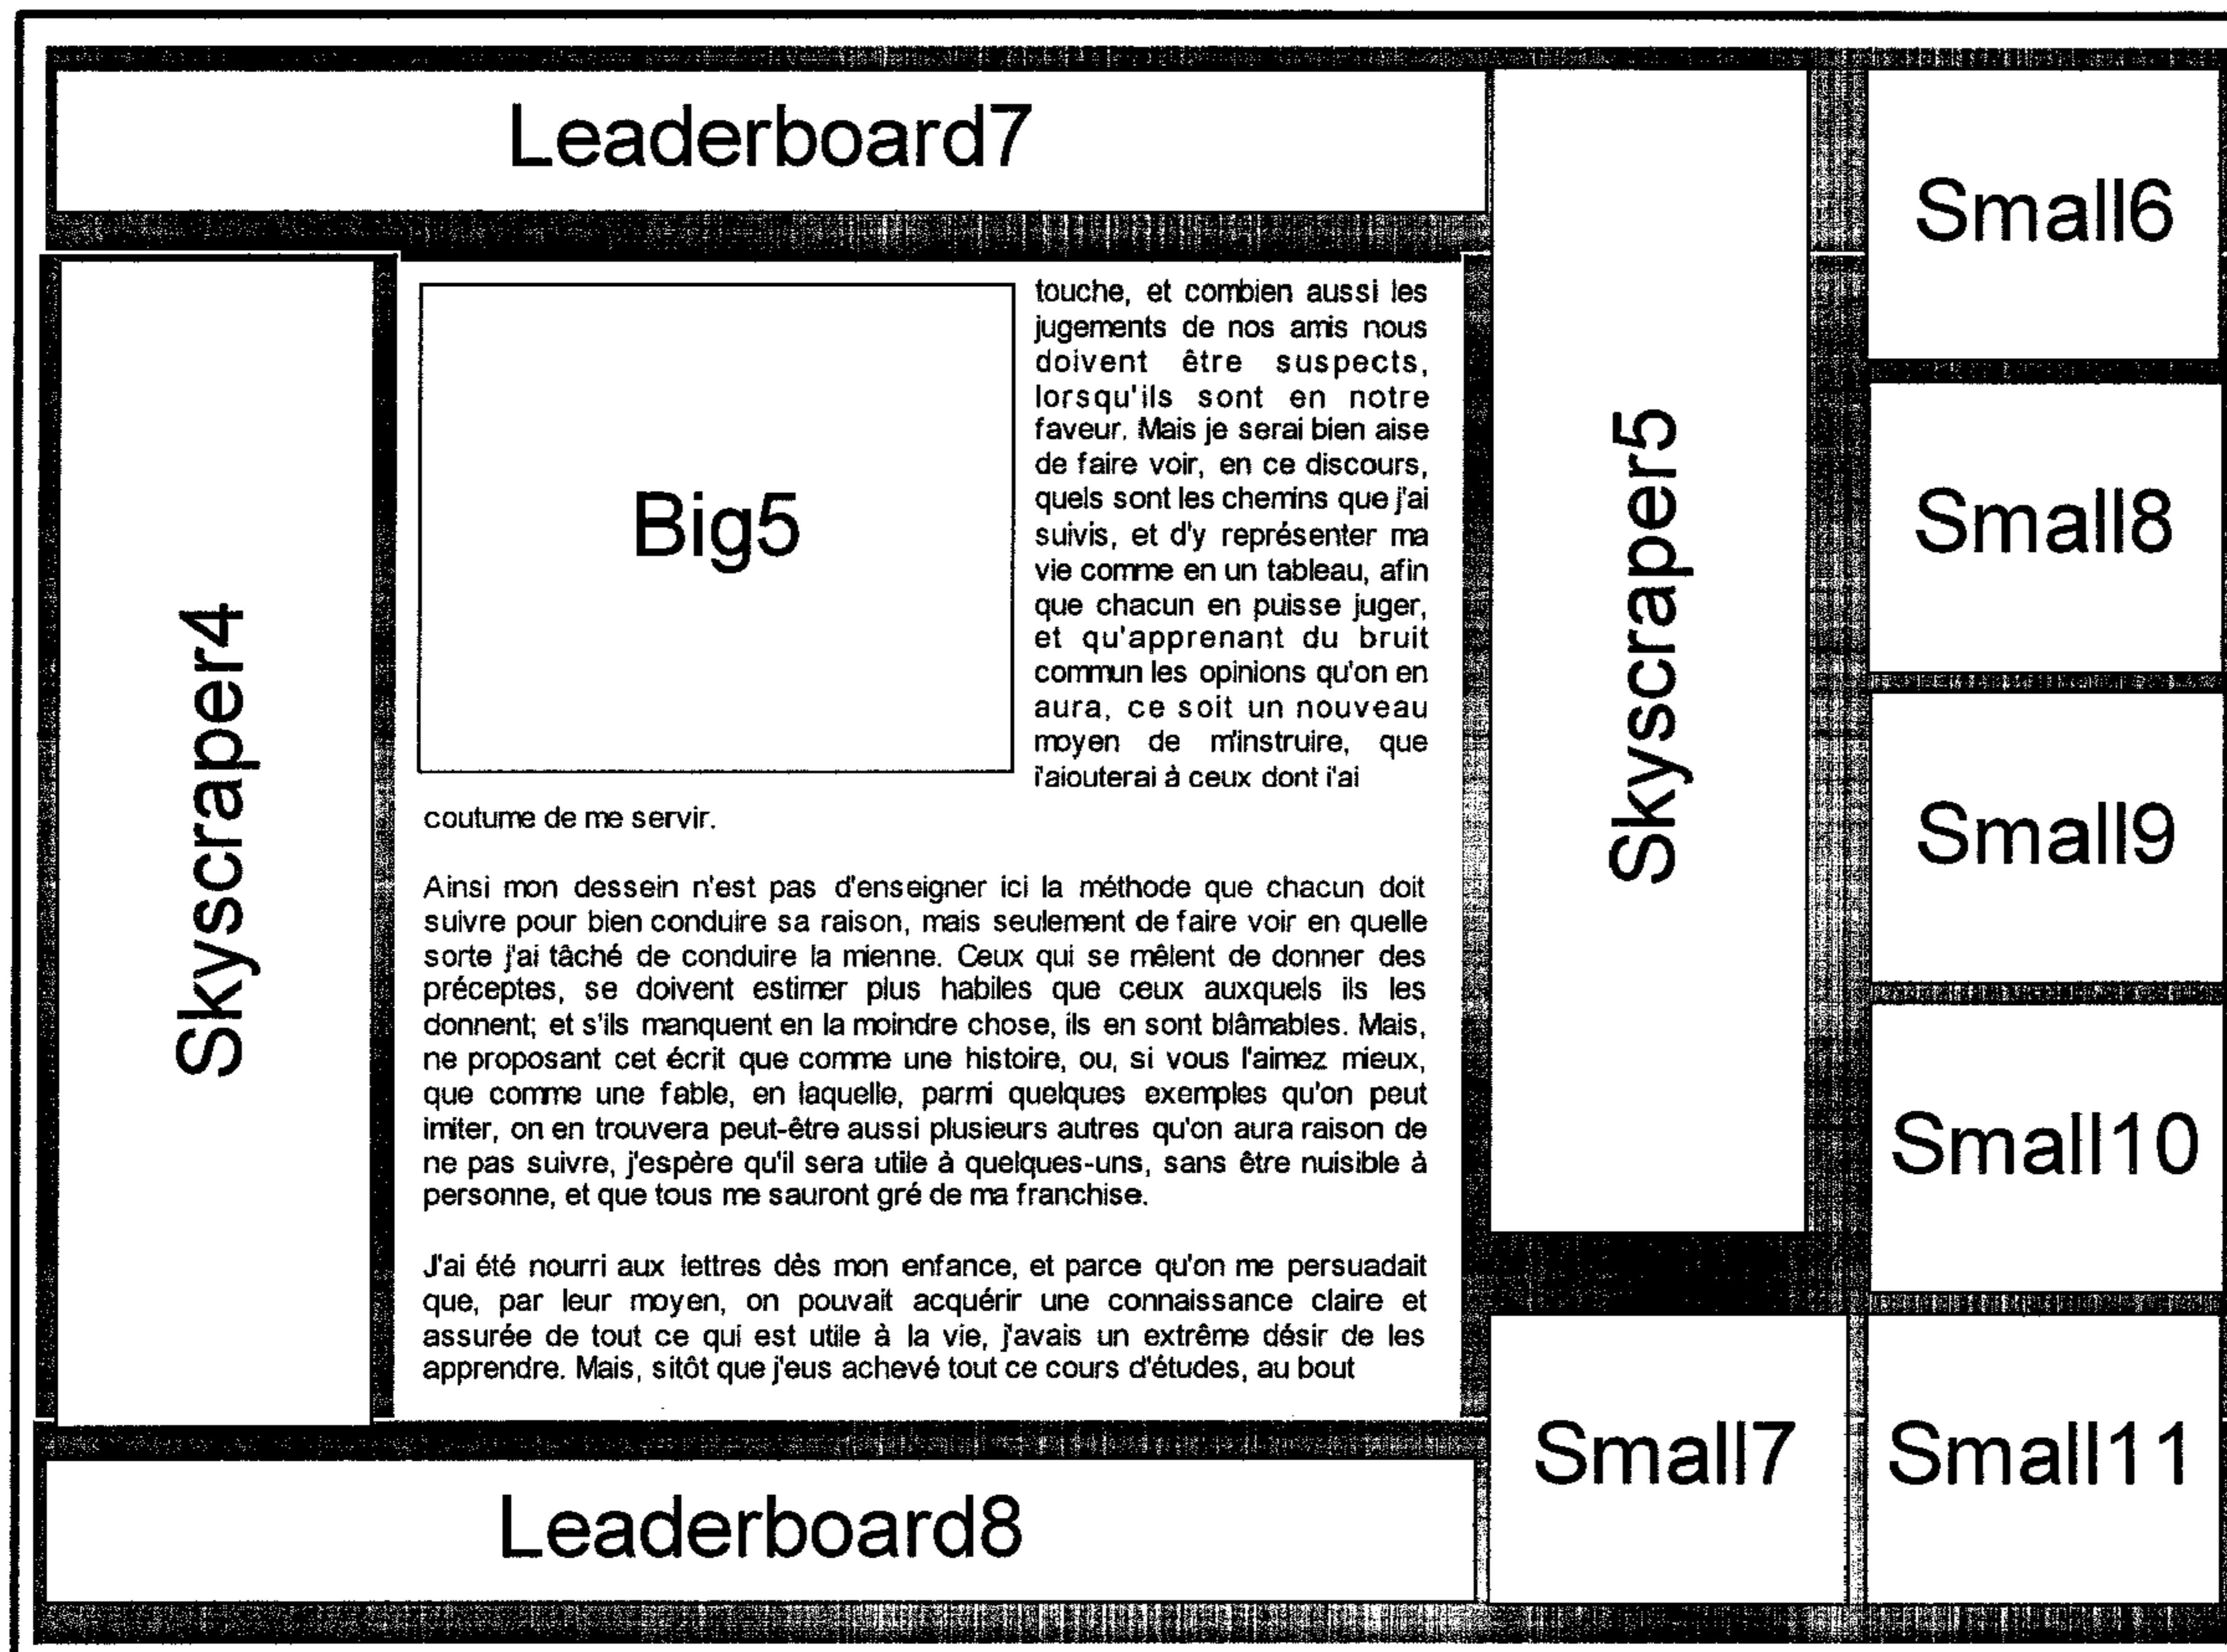 Leaderboard7
Skyscraper4
Big5
touche, et combien aussi les
jugements de nos amis nous
doivent être suspects,
lorsqu'ils sont en notre
faveur. Mais je serai bien aise
de faire voir, en ce discours,
quels sont les chemins que j'ai
suivis, et d'y représenter ma
vie comme en un tableau, afin
que chacun en puisse juger,
et qu'apprenant du bruit
commun les opinions qu'on en
aura, ce soit un nouveau
moyen de m'instruire, que
j'ajouterai à ceux dont j'ai
coutume de me servir.
Ainsi mon dessein n'est pas d'enseigner ici la méthode que chacun doit
suivre pour bien conduire sa raison, mais seulement de faire voir en quelle
sorte j'ai tâché de conduire la mienne. Ceux qui se mêlent de donner des
préceptes, se doivent estimer plus habiles que ceux auxquels ils les
donnent; et s'ils manquent en la moindre chose, ils en sont blâmables. Mais,
ne proposant cet écrit que comme une histoire, ou, si vous l'aimez mieux,
que comme une fable, en laquelle, parmi quelques exemples qu'on peut
imiter, on en trouvera peut-être aussi plusieurs autres qu'on aura raison de
ne pas suivre, j'espère qu'il sera utile à quelques-uns, sans être nuisible à
personne, et que tous me sauront gré de ma franchise.
J'ai été nourri aux lettres dès mon enfance, et parce qu'on me persuadait
que, par leur moyen, on pouvait acquérir une connaissance claire et
assurée de tout ce qui est utile à la vie, j'avais un extrême désir de les
apprendre. Mais, sitôt que j'eus achevé tout ce cours d'études, au bout
Skyscraper5
Small6
Small8
Small9
Small10
Small7
Small11
Leaderboard8